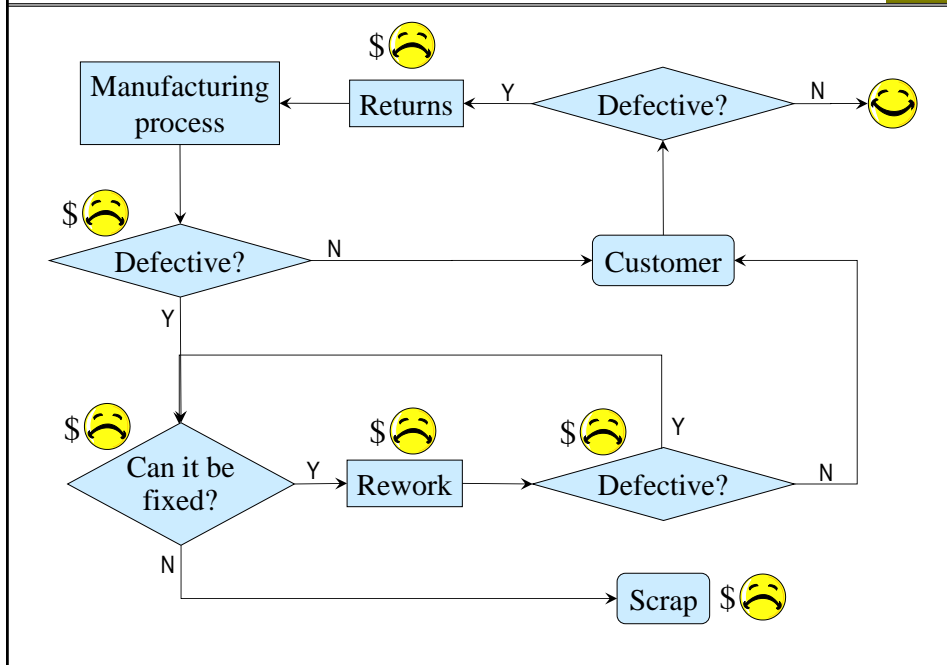 $
Manufacturing
process
Returns
Y
Defective?
N
$
Defective?
N
Customer
Y
$
Can it be
fixed?
Y
$
Rework
$
Defective?
Y
N
N
Scrap
$